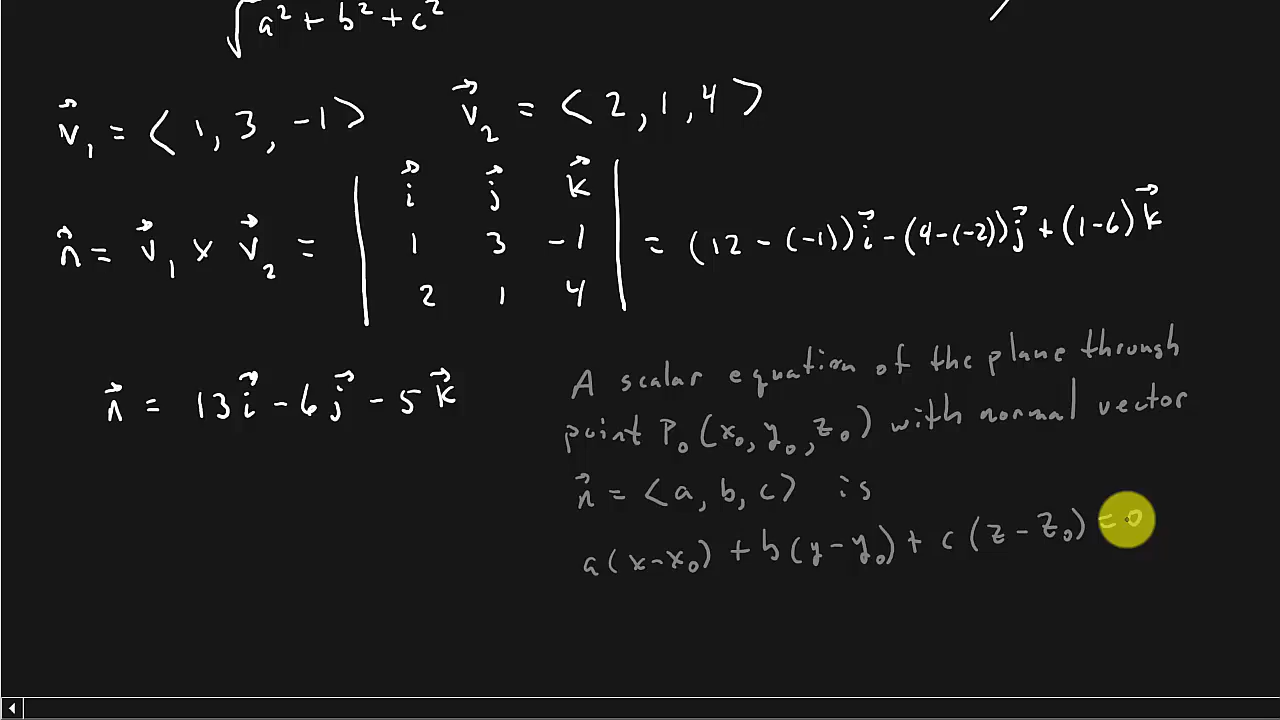 √a² + b² + c²
v⃗₁ = ⟨1, 3, -1⟩ v⃗₂ = ⟨2, 1, 4⟩
n⃗ = v⃗₁ × v⃗₂ = | i⃗ j⃗ k⃗ |
| 1 3 -1 | = (12 - (-1))i⃗ - (4-(-2))j⃗ + (1-6)k⃗
| 2 1 4 |
n⃗ = 13i⃗ - 6j⃗ - 5k⃗
A scalar equation of the plane through
point P₀(x₀, y₀, z₀) with normal vector
n⃗ = ⟨a, b, c⟩ is
a(x-x₀) + b(y-y₀) + c(z-z₀) = 0